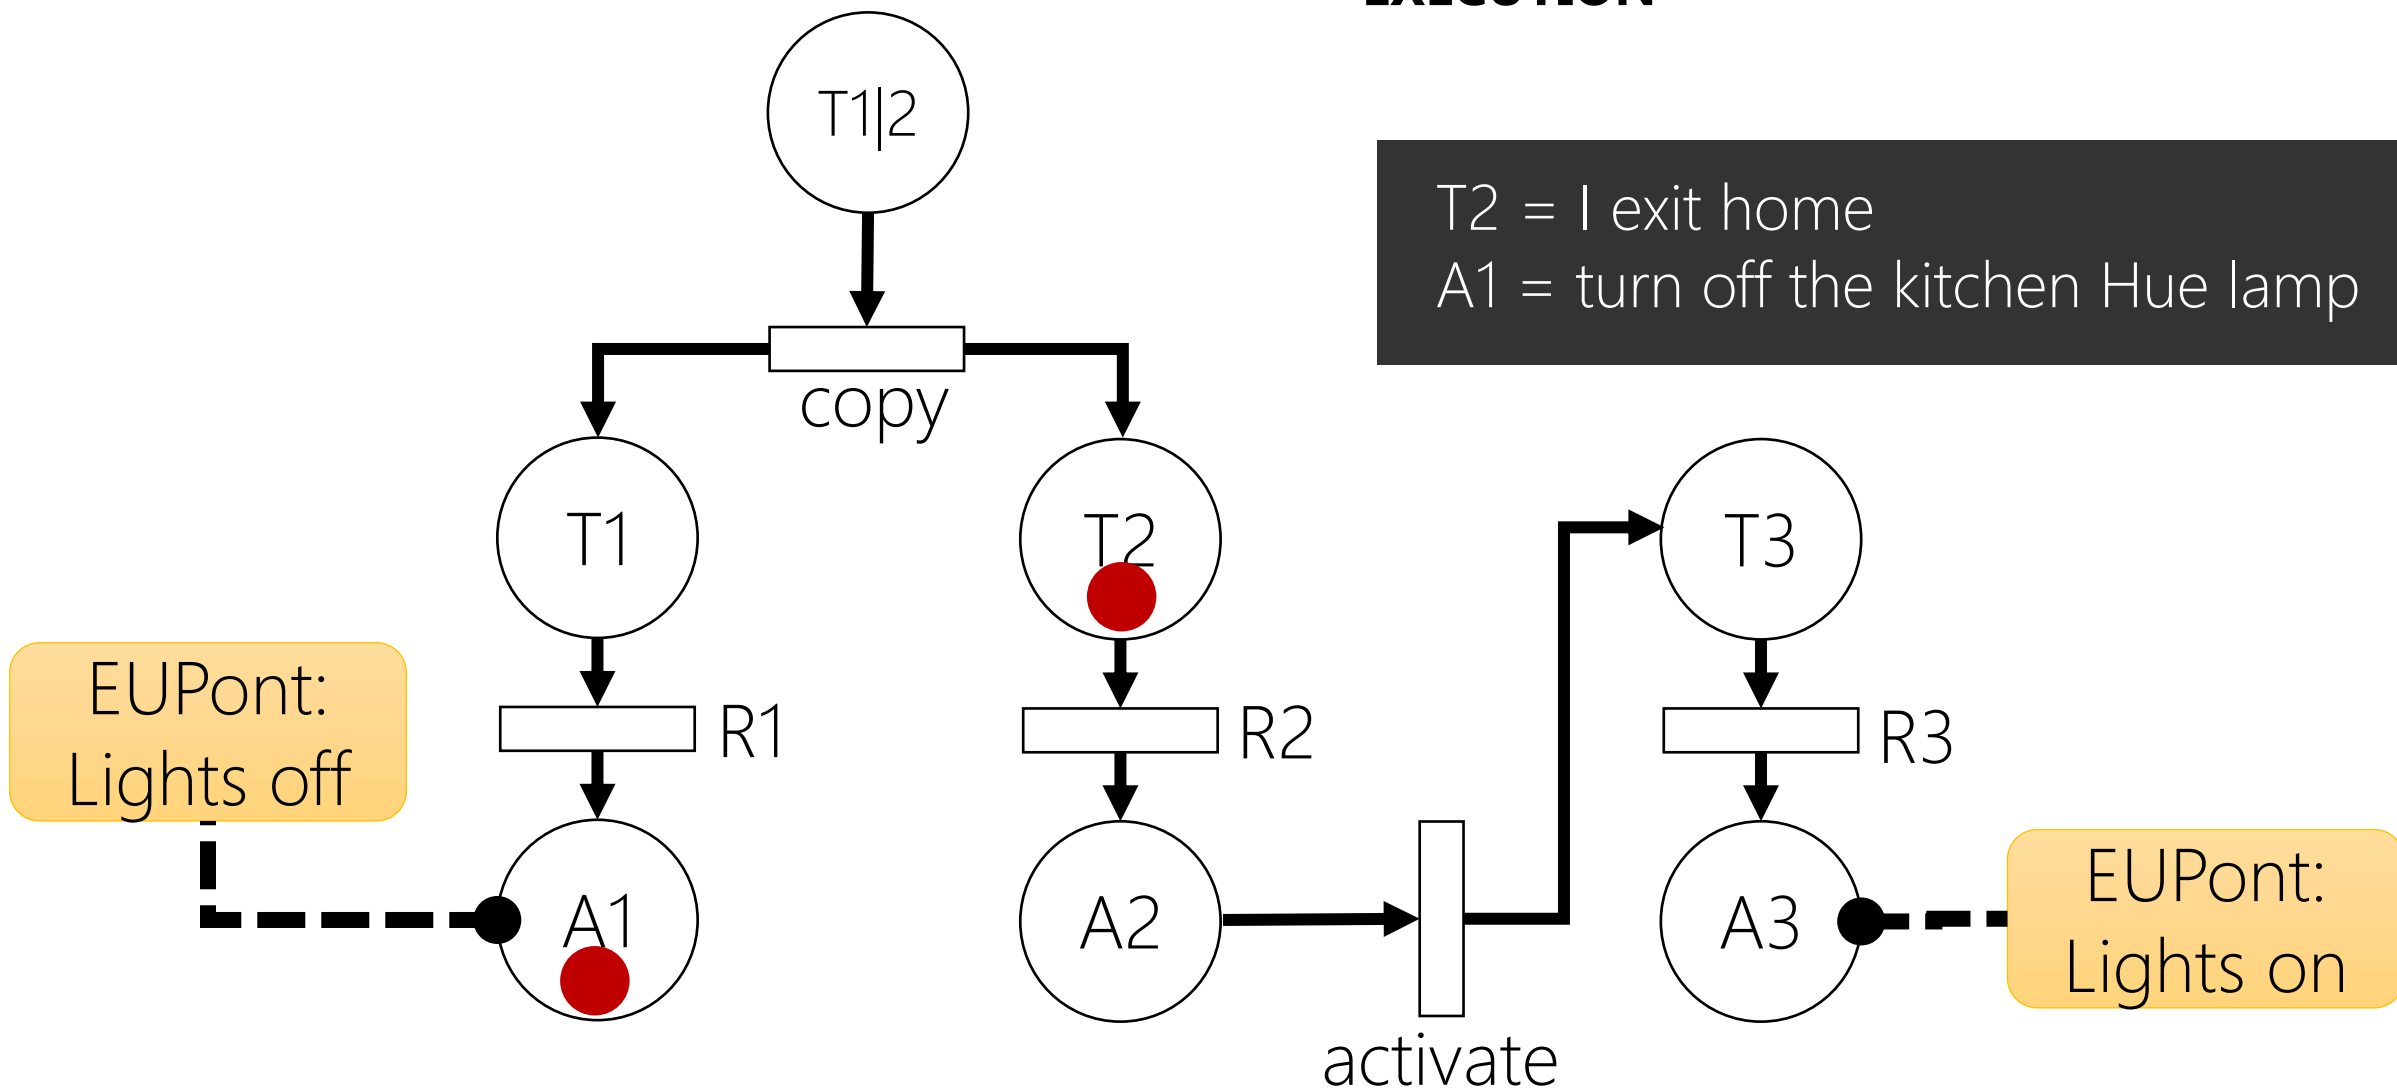 EXECUTION
T1|2
T2 = I exit home
A1 = turn off the kitchen Hue lamp
copy
T1
T2
T3
EUPont:
Lights off
R1
R2
R3
A1
A2
A3
EUPont:
Lights on
activate